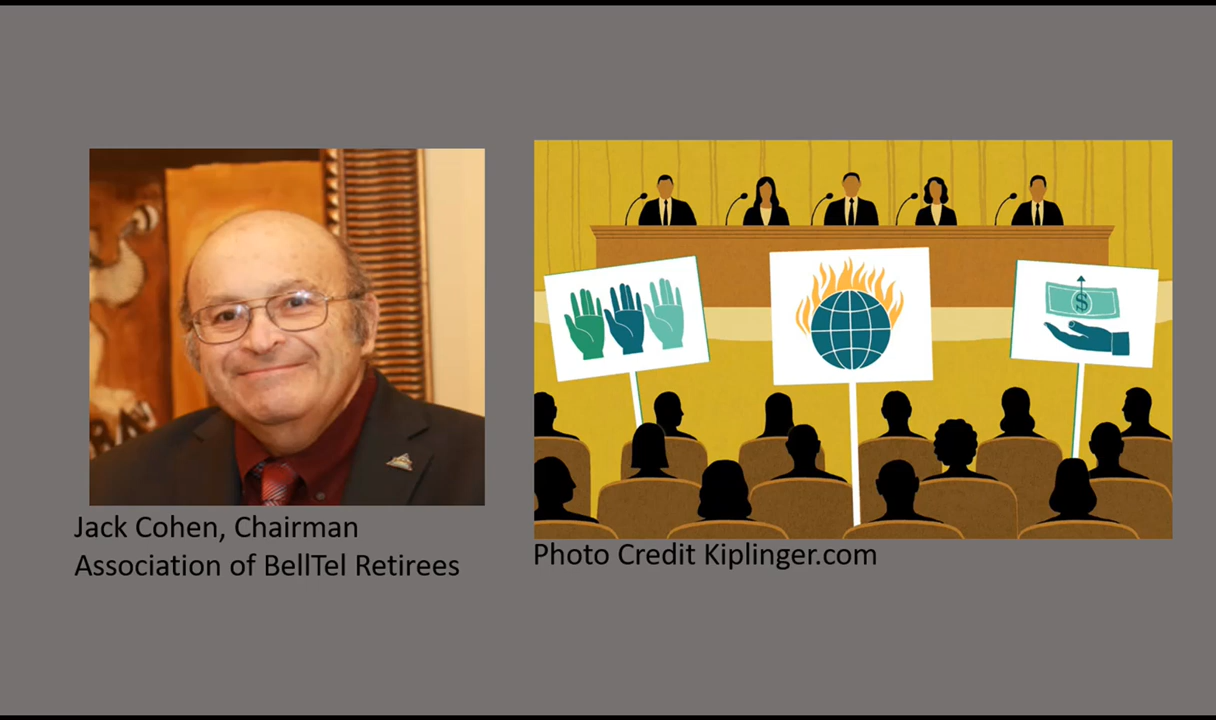 Jack Cohen, Chairman
Association of BellTel Retirees
Photo Credit Kiplinger.com